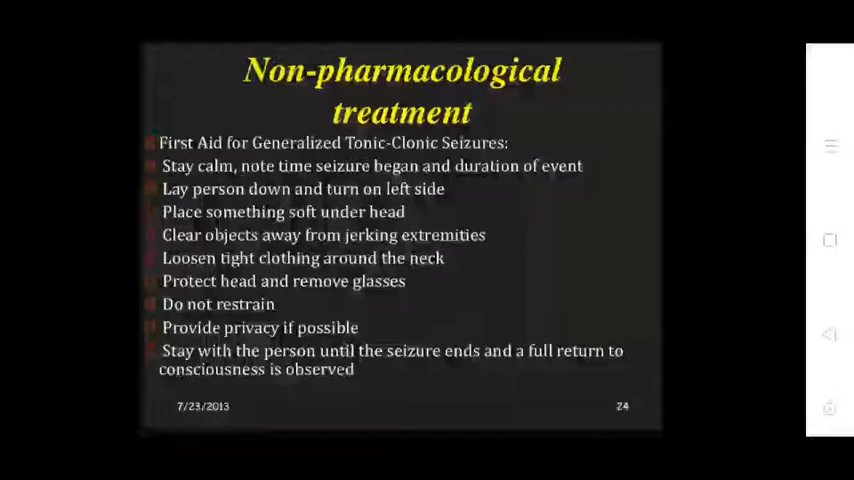 Non-pharmacological
treatment
First Aid for Generalized Tonic-Clonic Seizures:
Stay calm, note time seizure began and duration of event
Lay person down and turn on left side
Place something soft under head
Clear objects away from jerking extremities
Loosen tight clothing around the neck
Protect head and remove glasses
Do not restrain
Provide privacy if possible
Stay with the person until the seizure ends and a full return to
consciousness is observed
7/23/2013
24